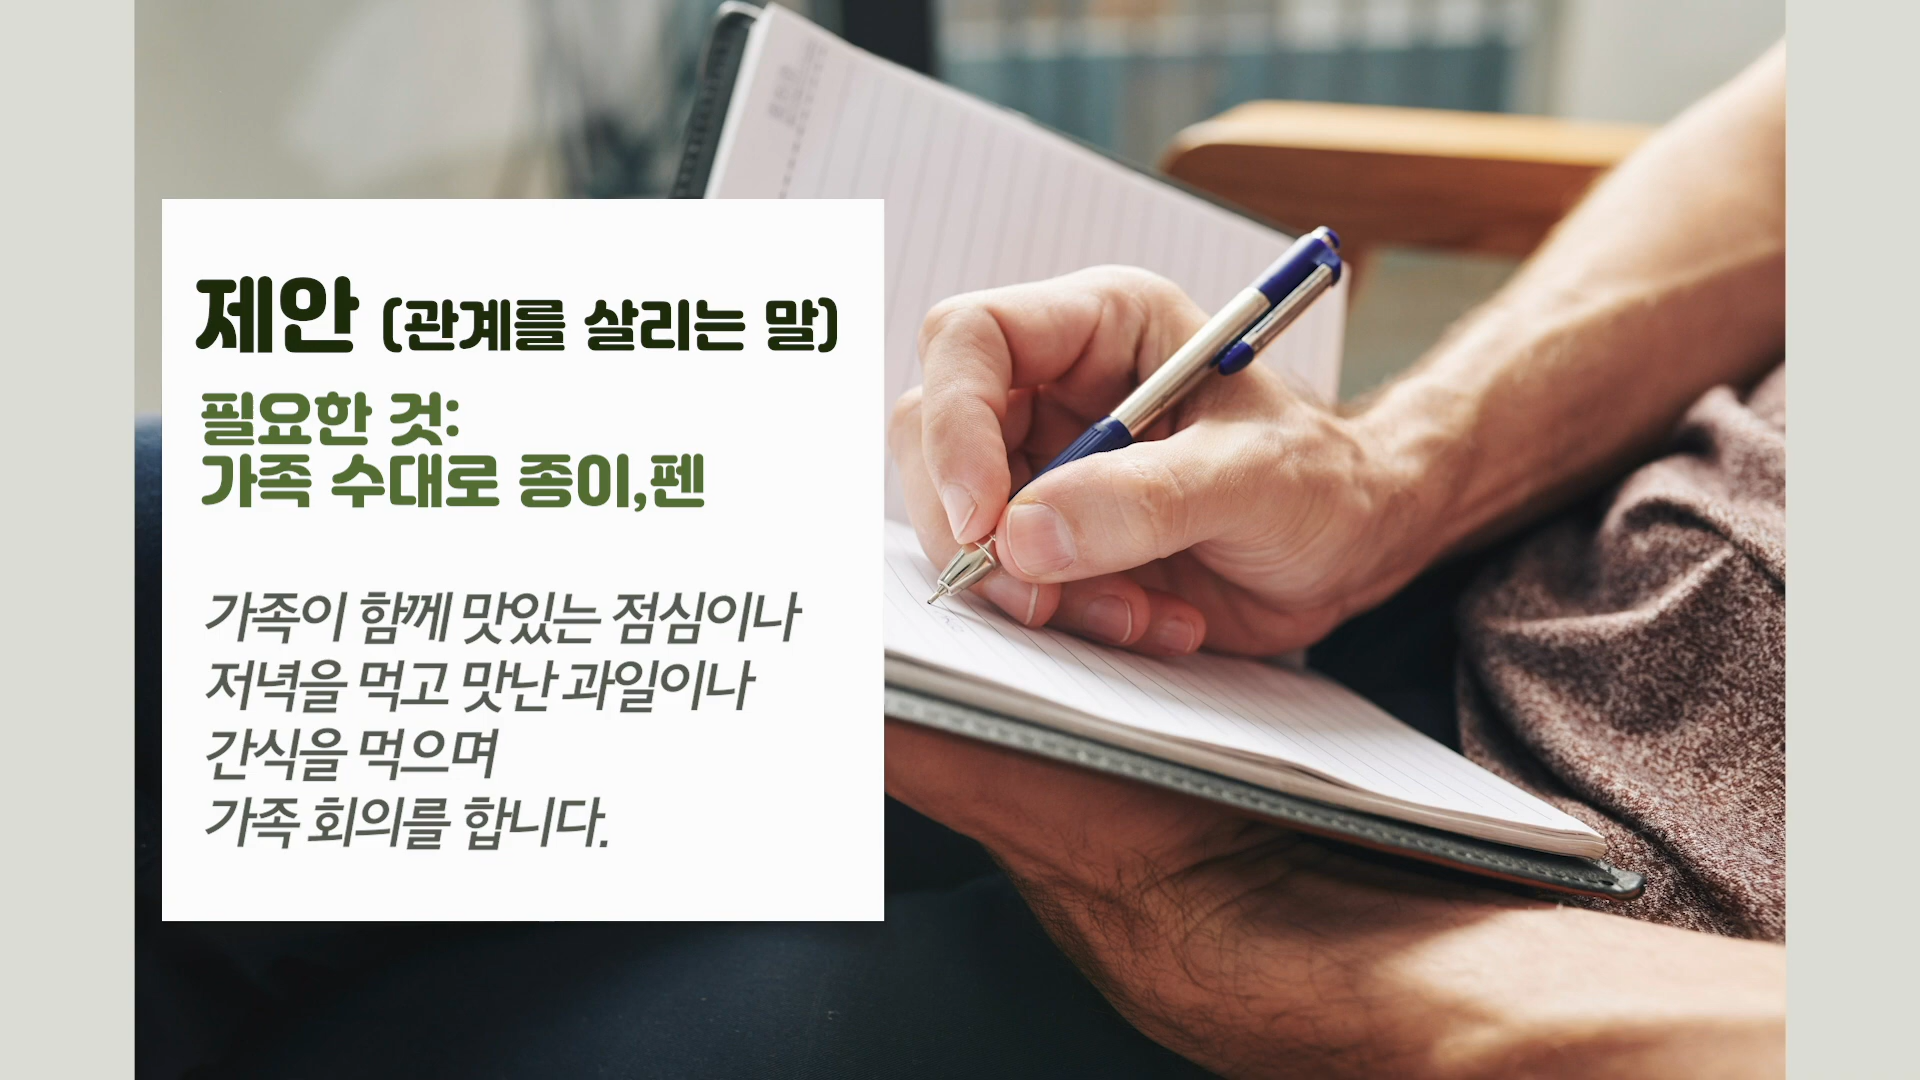 제안 (관계를 살리는 말)
필요한 것:
가족 수대로 종이,펜
가족이 함께 맛있는 점심이나
저녁을 먹고 맛난 과일이나
간식을 먹으며
가족 회의를 합니다.